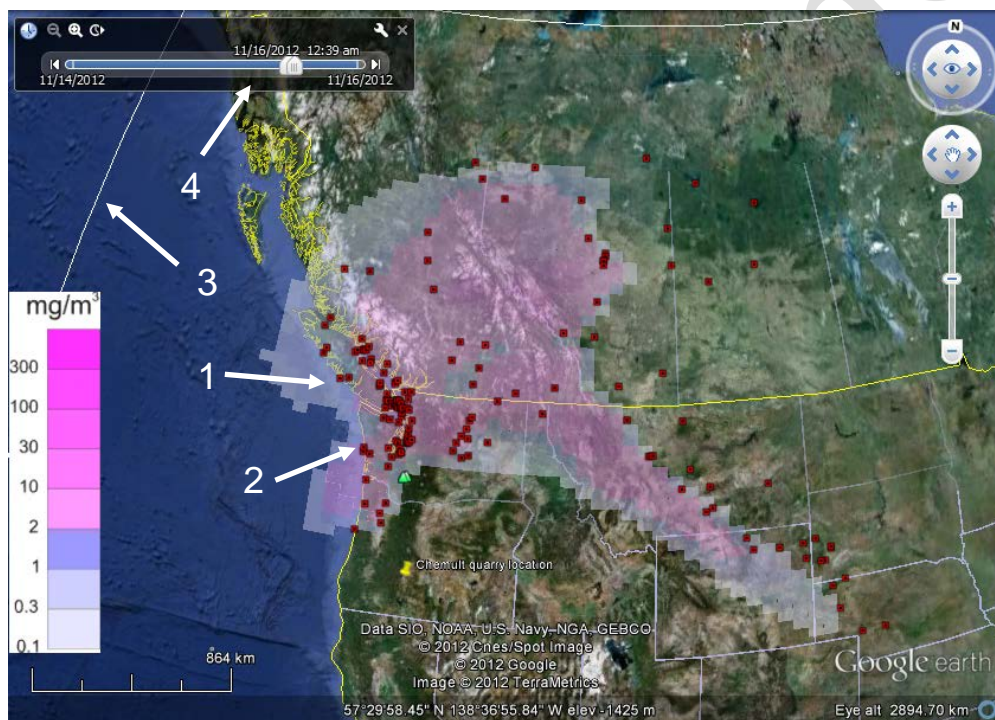 11/16/2012 12:39 am
11/14/2012
11/16/2012
N
4
3
mg/m³
300
100
30
10
2
1
0.3
0.1
1
2
Chemult quarry location
Data SIO, NOAA, U.S. Navy, NGA, GEBCO
© 2012 Cnes/Spot Image
© 2012 Google
Image © 2012 TerraMetrics
864 km
Google earth
57°29'58.45" N 138°36'55.84" W elev -1425 m
Eye alt 2894.70 km